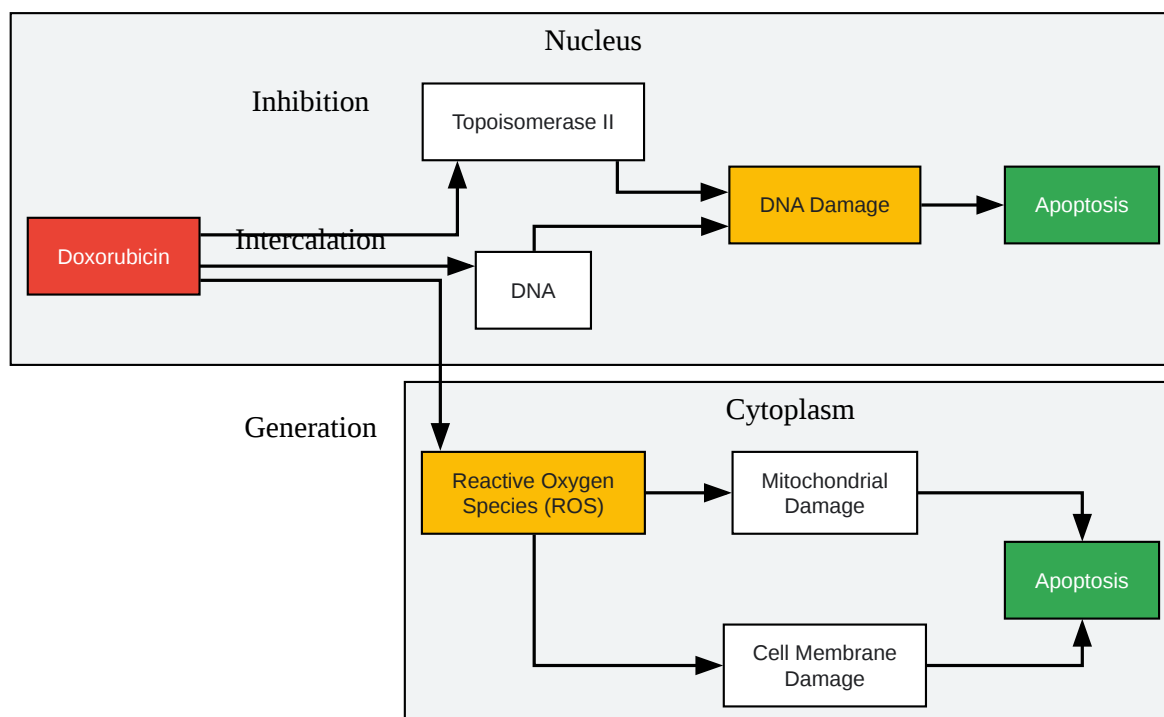 Nucleus
Inhibition
Topoisomerase II
DNA Damage
Apoptosis
Intercalation
Doxorubicin
DNA
Cytoplasm
Generation
Reactive Oxygen
Species (ROS)
Mitochondrial
Damage
Apoptosis
Cell Membrane
Damage